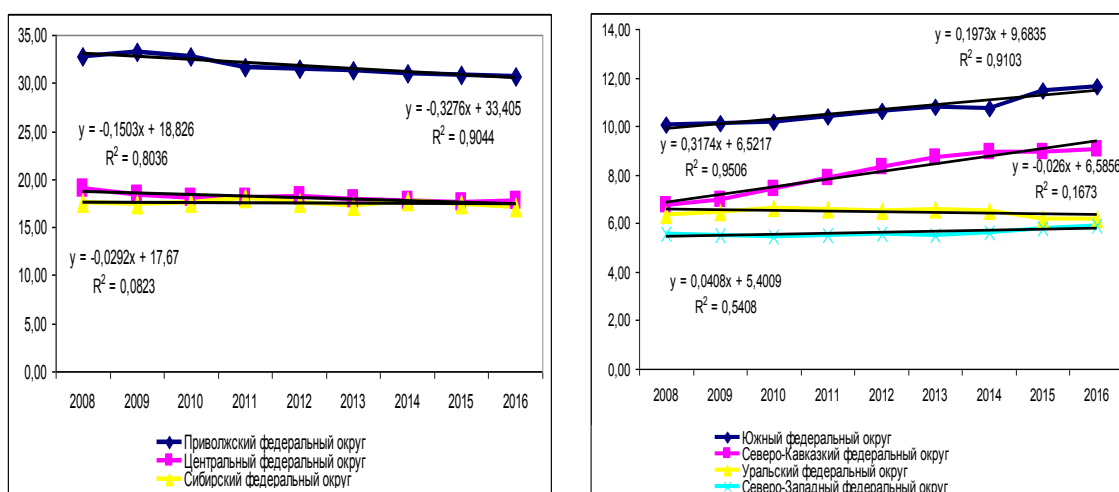 35,00
30,00
25,00
20,00
15,00
10,00
5,00
0,00
y = -0,1503x + 18,826
R² = 0,8036
y = -0,3276x + 33,405
R² = 0,9044
y = -0,0292x + 17,67
R² = 0,0823
2008 2009 2010 2011 2012 2013 2014 2015 2016
Приволжский федеральный округ
Центральный федеральный округ
Сибирский федеральный округ
14,00
12,00
10,00
8,00
6,00
4,00
2,00
0,00
y = 0,1973x + 9,6835
R² = 0,9103
y = 0,3174x + 6,5217
R² = 0,9506
y = -0,026x + 6,5856
R² = 0,1673
y = 0,0408x + 5,4009
R² = 0,5408
2008 2009 2010 2011 2012 2013 2014 2015 2016
Южный федеральный округ
Северо-Кавказкий федеральный округ
Уральский федеральный округ
Северо-Западный федеральный округ